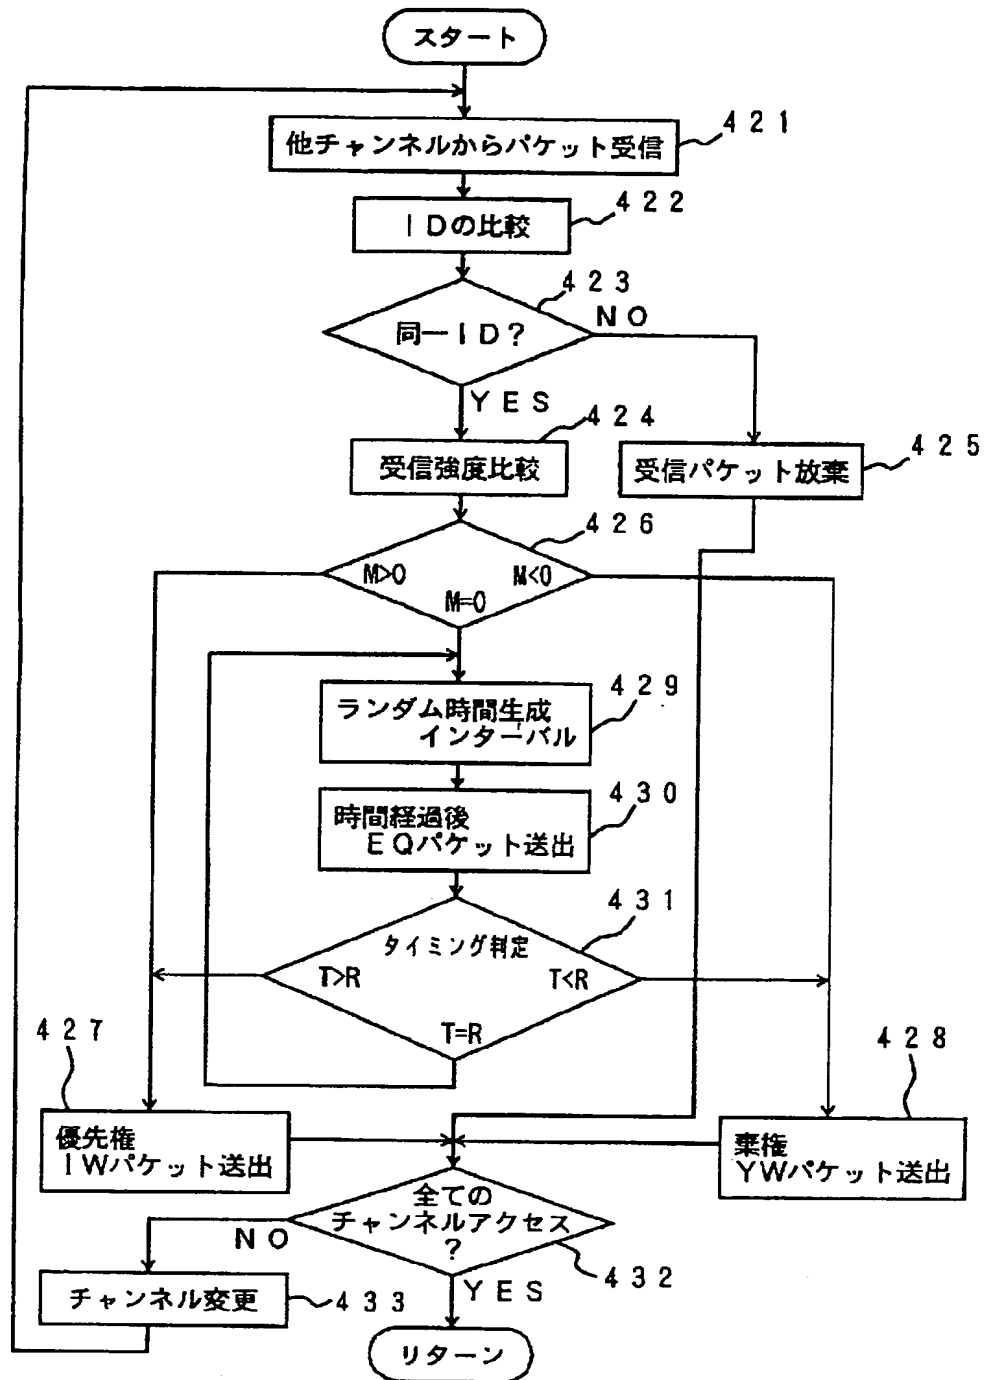 スタート
他チャンネルからパケット受信
421
IDの比較
422
423
同一ID?
NO
YES
424
受信強度比較
425
受信パケット放棄
426
M>0
M<0
M=0
429
ランダム時間生成
インターバル
430
時間経過後
EQパケット送出
431
タイミング判定
T>R
T<R
T=R
427
優先権
IWパケット送出
428
棄権
YWパケット送出
全ての
チャンネルアクセス
?
NO
432
YES
チャンネル変更
433
リターン